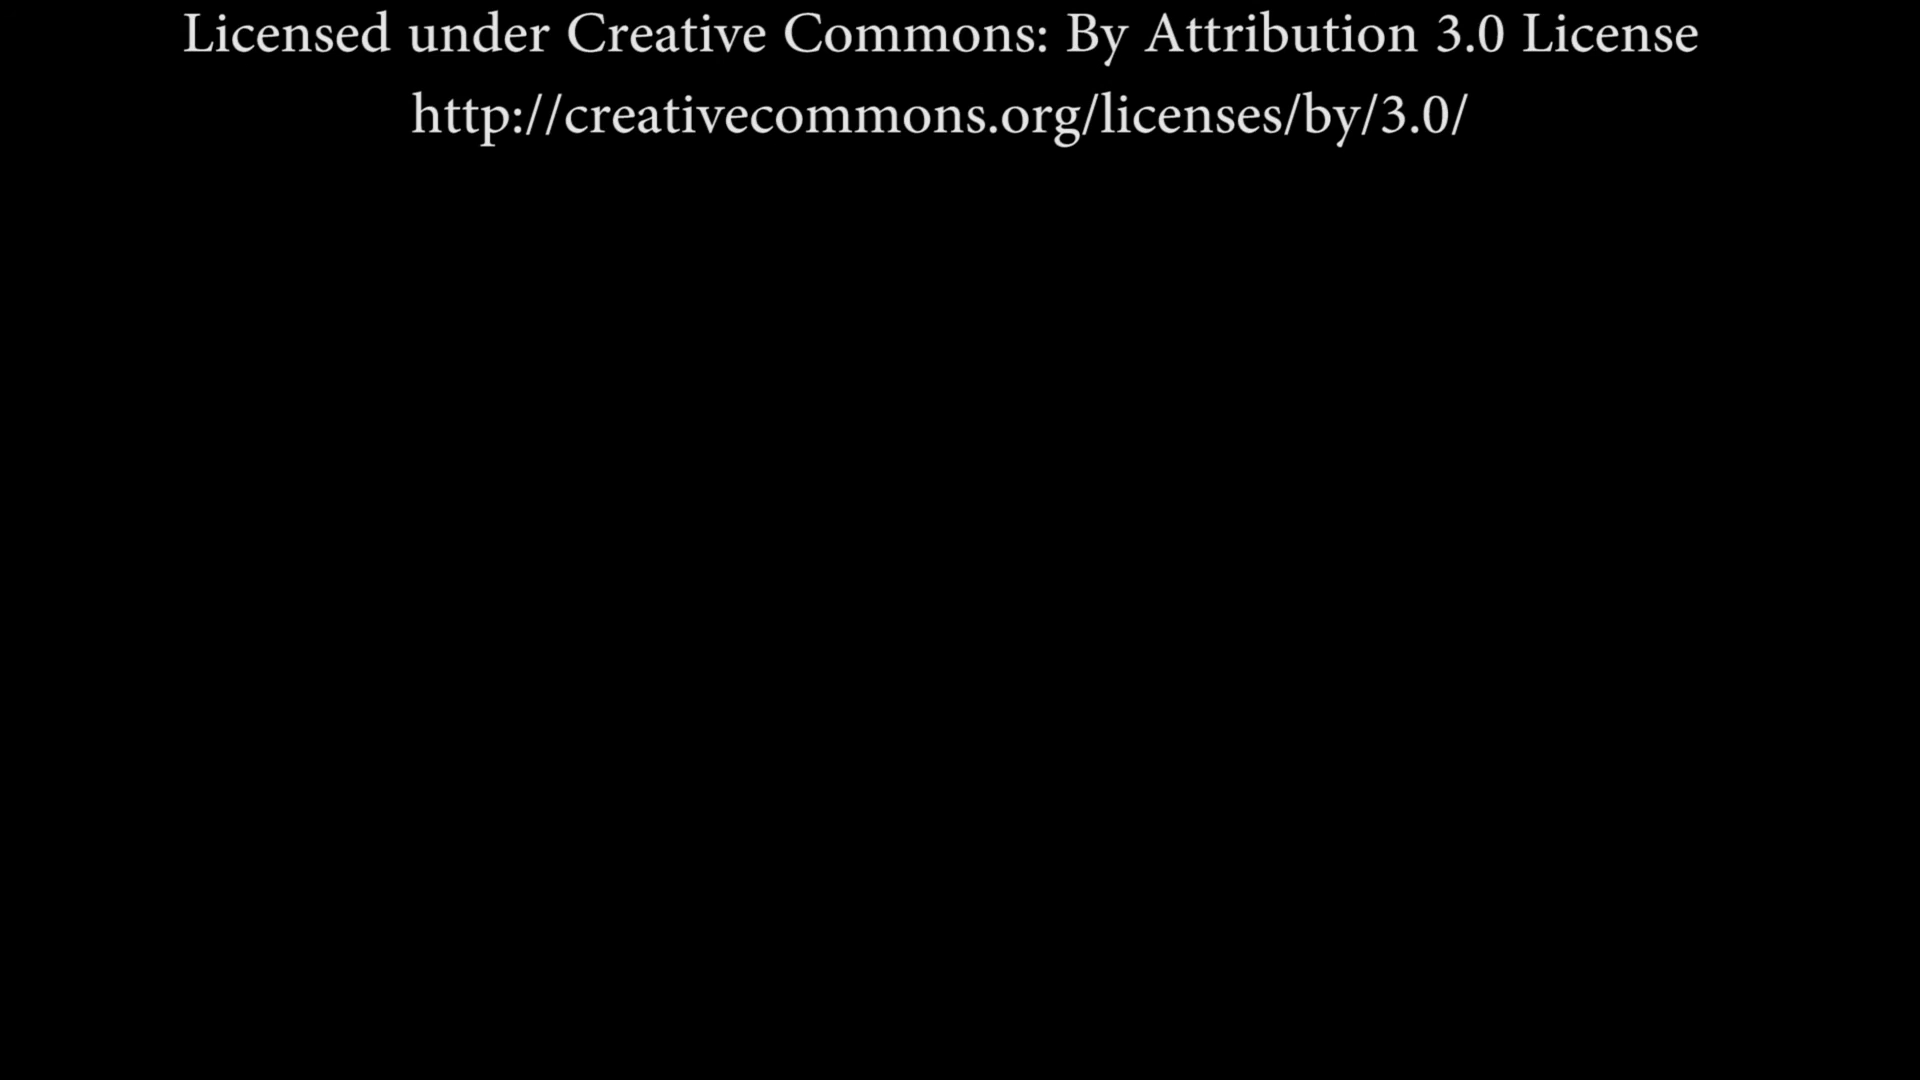 Licensed under Creative Commons: By Attribution 3.0 License
http://creativecommons.org/licenses/by/3.0/